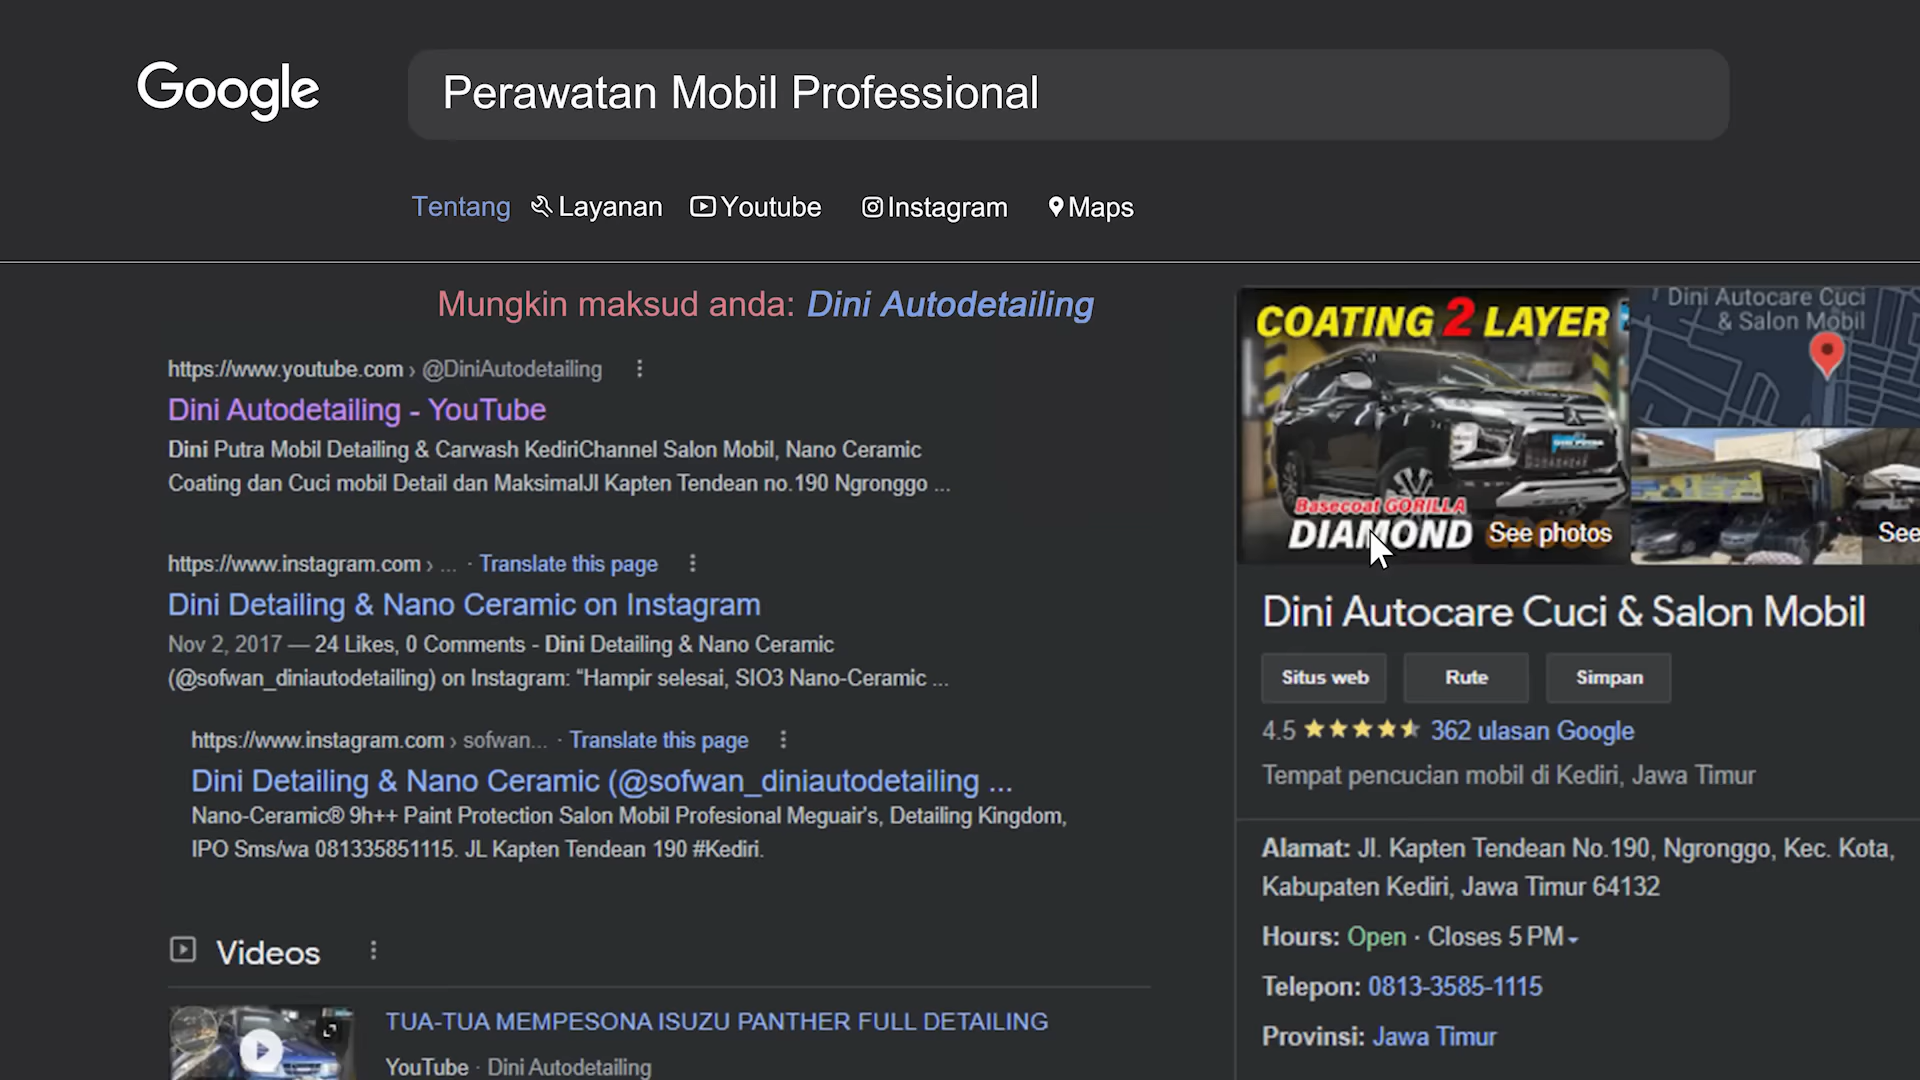 Google
Perawatan Mobil Professional
Tentang Layanan Youtube Instagram Maps
Mungkin maksud anda: Dini Autodetailing
https://www.youtube.com › @DiniAutodetailing
Dini Autodetailing - YouTube
Dini Putra Mobil Detailing & Carwash KediriChannel Salon Mobil, Nano Ceramic
Coating dan Cuci mobil Detail dan MaksimalJl Kapten Tendean no.190 Ngronggo ...
https://www.instagram.com › ... · Translate this page
Dini Detailing & Nano Ceramic on Instagram
Nov 2, 2017 — 24 Likes, 0 Comments - Dini Detailing & Nano Ceramic
(@sofwan_diniautodetailing) on Instagram: “Hampir selesai, SIO3 Nano-Ceramic ...
https://www.instagram.com › sofwan... · Translate this page
Dini Detailing & Nano Ceramic (@sofwan_diniautodetailing ...
Nano-Ceramic® 9h++ Paint Protection Salon Mobil Profesional Meguair's, Detailing Kingdom,
IPO Sms/wa 081335851115. JL Kapten Tendean 190 #Kediri.
Videos
TUA-TUA MEMPESONA ISUZU PANTHER FULL DETAILING
YouTube · Dini Autodetailing
COATING 2 LAYER
Basecoat GORILLA
DIAMOND
See photos
Dini Autocare Cuci
& Salon Mobil
See
Dini Autocare Cuci & Salon Mobil
Situs web Rute Simpan
4.5 362 ulasan Google
Tempat pencucian mobil di Kediri, Jawa Timur
Alamat: Jl. Kapten Tendean No.190, Ngronggo, Kec. Kota,
Kabupaten Kediri, Jawa Timur 64132
Hours: Open · Closes 5 PM
Telepon: 0813-3585-1115
Provinsi: Jawa Timur